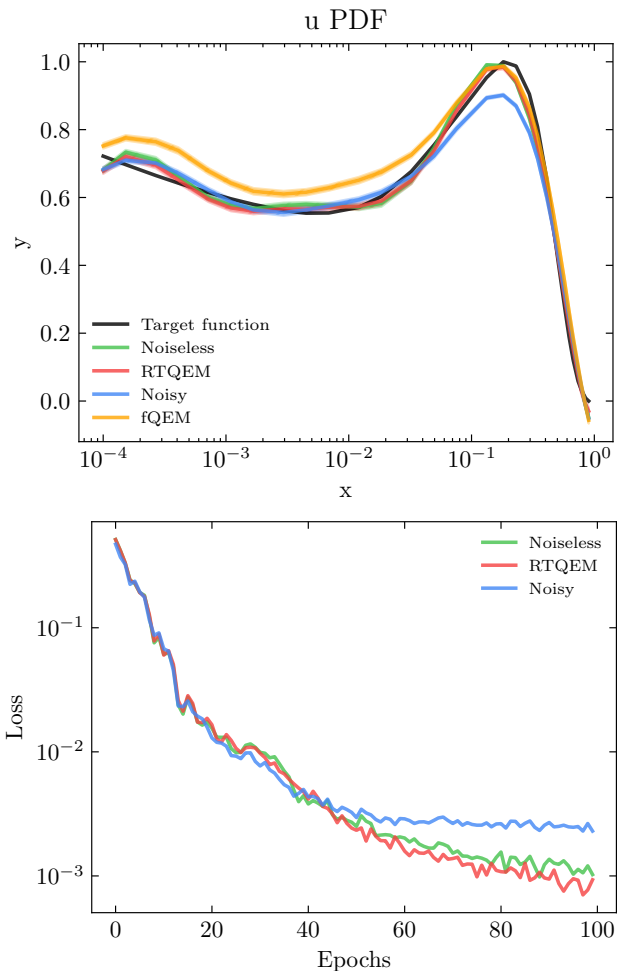 u PDF
1.0
0.8
0.6
0.4
0.2
0.0
y
Target function
Noiseless
RTQEM
Noisy
fQEM
10⁻⁴ 10⁻³ 10⁻² 10⁻¹ 10⁰
x
Noiseless
RTQEM
Noisy
10⁻¹
10⁻²
10⁻³
Loss
0 20 40 60 80 100
Epochs